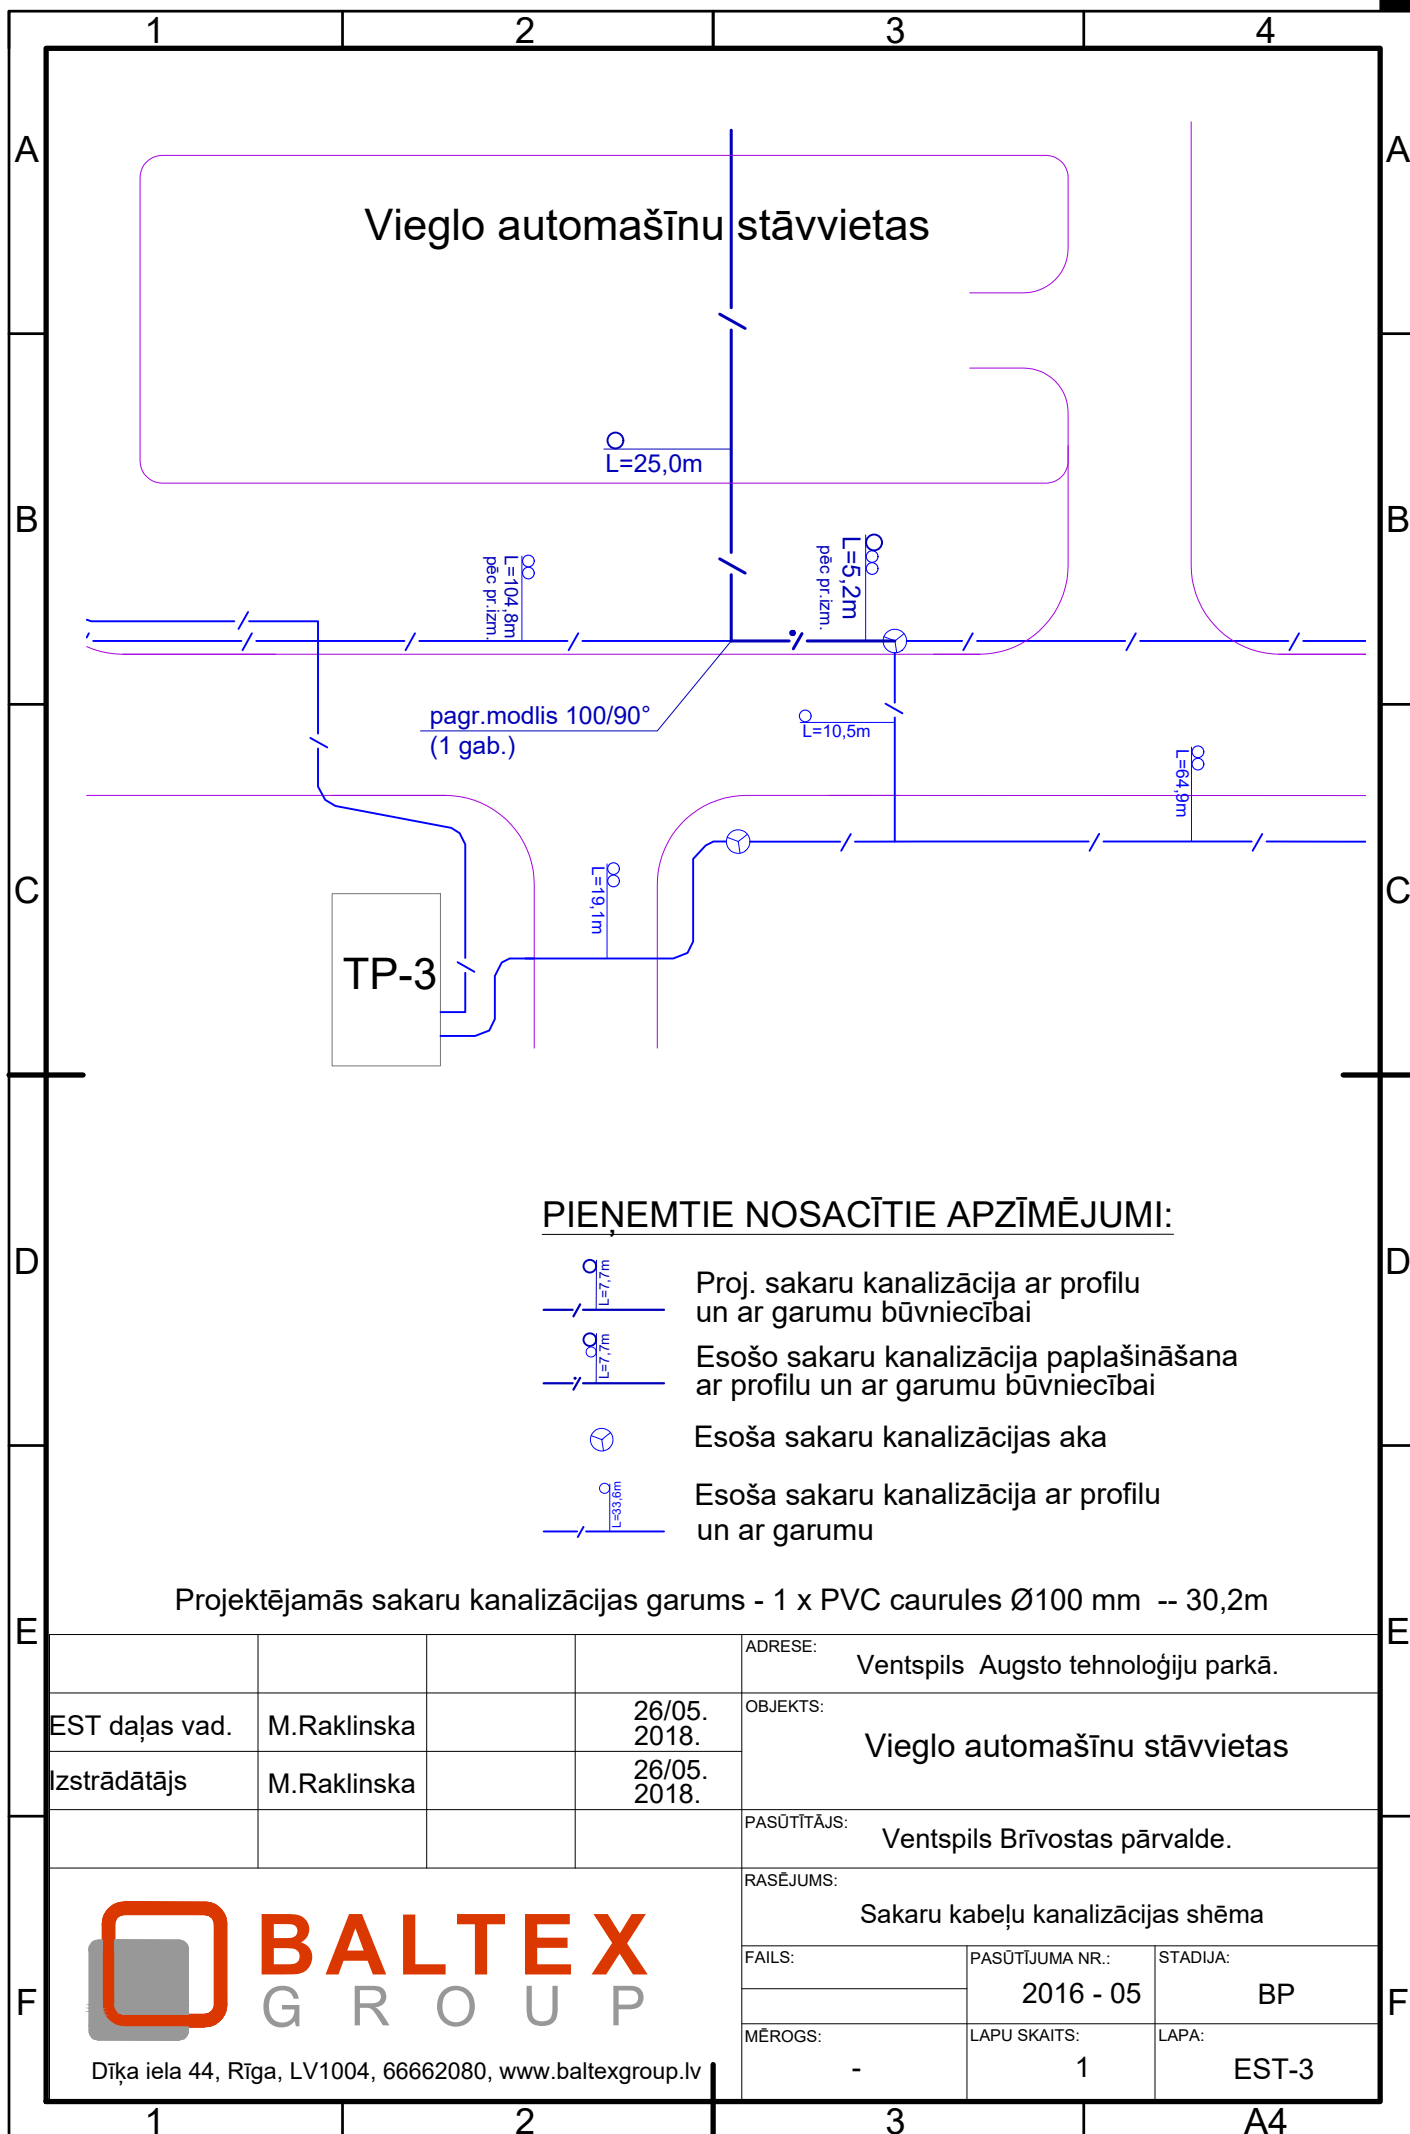 1 2 3 4
A A
Vieglo automašīnu stāvvietas
L=25,0m
B B
L=104,8m
pēc pr.izm.
L=5,2m
pēc pr.izm.
pagr.modlis 100/90°
(1 gab.)
L=10,5m
L=64,9m
L=19,1m
C C
TP-3
PIEŅEMTIE NOSACĪTIE APZĪMĒJUMI:
D D
L=7,7m
Proj. sakaru kanalizācija ar profilu
un ar garumu būvniecībai
L=7,7m
Esošo sakaru kanalizācija paplašināšana
ar profilu un ar garumu būvniecībai
Esoša sakaru kanalizācijas aka
L=33,6m
Esoša sakaru kanalizācija ar profilu
un ar garumu
Projektējamās sakaru kanalizācijas garums - 1 x PVC caurules Ø100 mm -- 30,2m
E E
ADRESE:
Ventspils Augsto tehnoloģiju parkā.
EST daļas vad. M.Raklinska 26/05.
2018.
OBJEKTS:
Vieglo automašīnu stāvvietas
Izstrādātājs M.Raklinska 26/05.
2018.
PASŪTĪTĀJS:
Ventspils Brīvostas pārvalde.
RASĒJUMS:
Sakaru kabeļu kanalizācijas shēma
BALTEX
GROUP
FAILS:
PASŪTĪJUMA NR.:
2016 - 05
STADIJA:
BP
F F
MĒROGS:
-
LAPU SKAITS:
1
LAPA:
EST-3
Dīķa iela 44, Rīga, LV1004, 66662080, www.baltexgroup.lv
1 2 3 A4